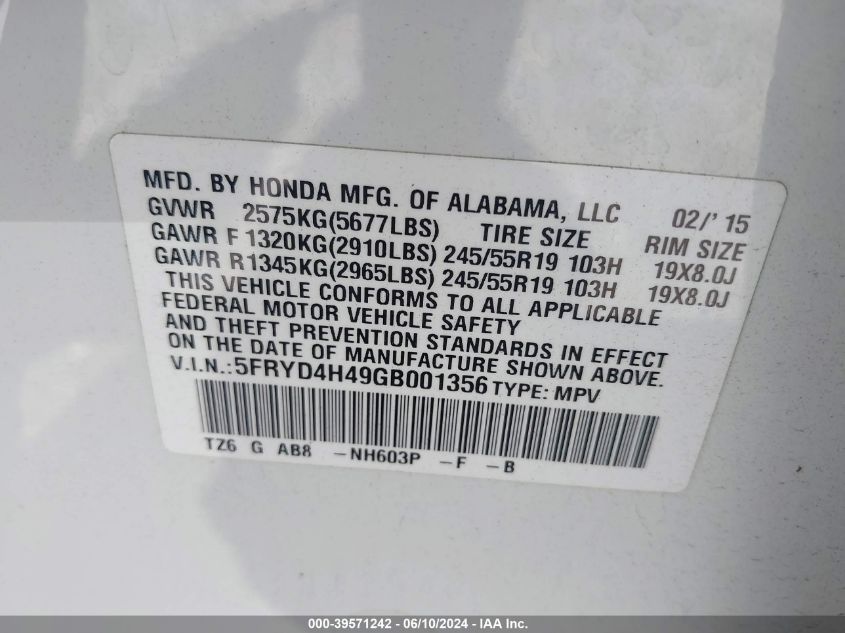 MFD. BY HONDA MFG. OF ALABAMA, LLC 02/' 15
GVWR 2575KG(5677LBS) TIRE SIZE RIM SIZE
GAWR F 1320KG(2910LBS) 245/55R19 103H 19X8.0J
GAWR R1345KG(2965LBS) 245/55R19 103H 19X8.0J
THIS VEHICLE CONFORMS TO ALL APPLICABLE
FEDERAL MOTOR VEHICLE SAFETY
AND THEFT PREVENTION STANDARDS IN EFFECT
ON THE DATE OF MANUFACTURE SHOWN ABOVE.
V.I.N.:5FRYD4H49GB001356 TYPE: MPV
TZ6 G AB8 -NH603P -F -B
000-39571242 - 06/10/2024 - IAAI Inc.